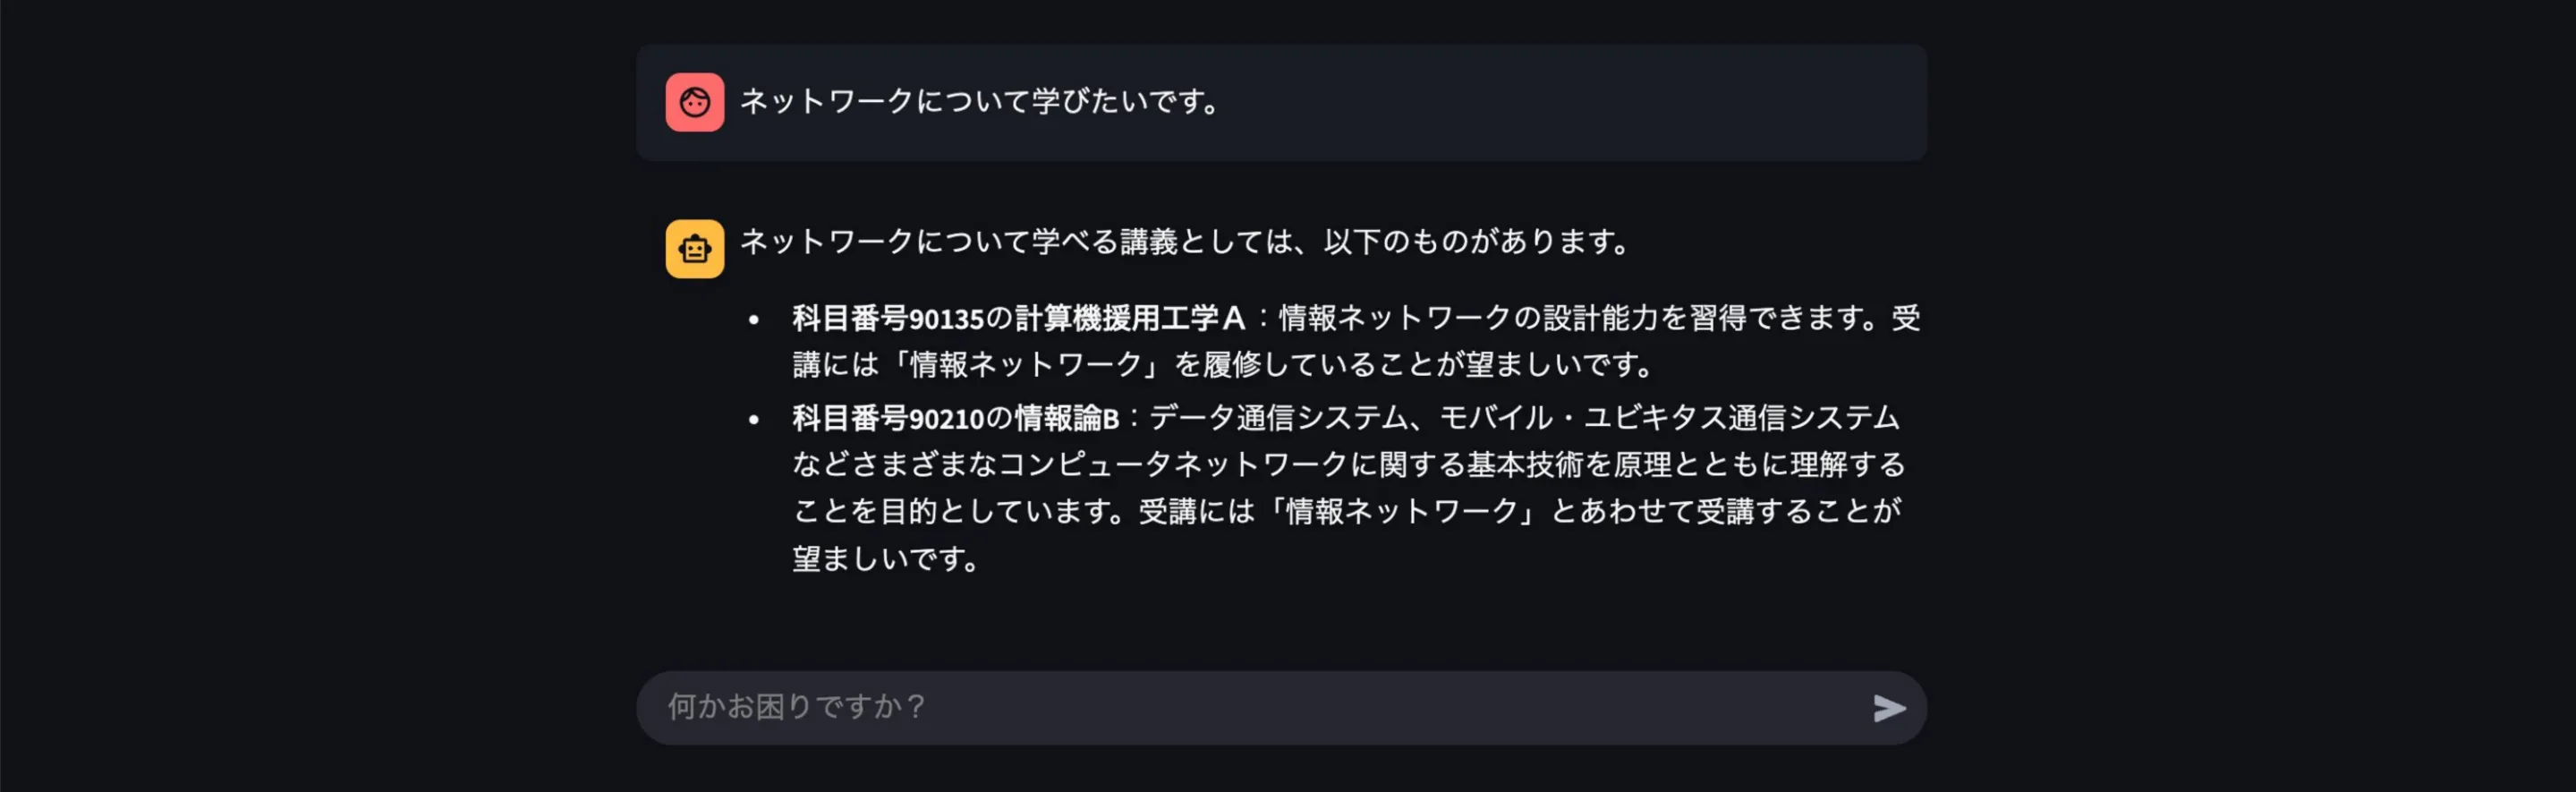 ネットワークについて学びたいです。
ネットワークについて学べる講義としては、以下のものがあります。
• 科目番号90135の計算機援用工学Ａ：情報ネットワークの設計能力を習得できます。受
講には「情報ネットワーク」を履修していることが望ましいです。
• 科目番号90210の情報論B：データ通信システム、モバイル・ユビキタス通信システム
などさまざまなコンピュータネットワークに関する基本技術を原理とともに理解する
ことを目的としています。受講には「情報ネットワーク」とあわせて受講することが
望ましいです。
何かお困りですか？